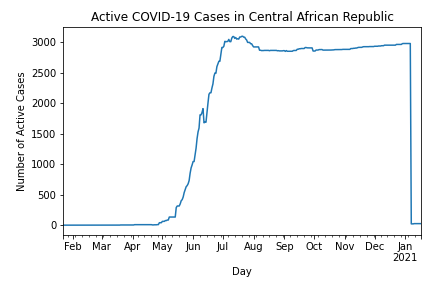 Active COVID-19 Cases in Central African Republic
Number of Active Cases
3000
2500
2000
1500
1000
500
0
Feb Mar Apr May Jun Jul Aug Sep Oct Nov Dec Jan
2021
Day